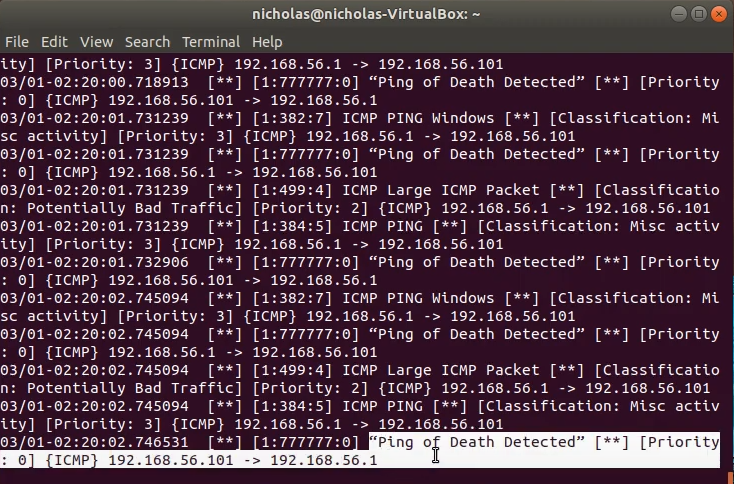 nicholas@nicholas-VirtualBox: ~
File Edit View Search Terminal Help
ity] [Priority: 3] {ICMP} 192.168.56.1 -> 192.168.56.101
03/01-02:20:00.718913  [**] [1:777777:0] “Ping of Death Detected” [**] [Priority
: 0] {ICMP} 192.168.56.101 -> 192.168.56.1
03/01-02:20:01.731239  [**] [1:382:7] ICMP PING Windows [**] [Classification: Mi
sc activity] [Priority: 3] {ICMP} 192.168.56.1 -> 192.168.56.101
03/01-02:20:01.731239  [**] [1:777777:0] “Ping of Death Detected” [**] [Priority
: 0] {ICMP} 192.168.56.1 -> 192.168.56.101
03/01-02:20:01.731239  [**] [1:499:4] ICMP Large ICMP Packet [**] [Classificatio
n: Potentially Bad Traffic] [Priority: 2] {ICMP} 192.168.56.1 -> 192.168.56.101
03/01-02:20:01.731239  [**] [1:384:5] ICMP PING [**] [Classification: Misc activ
ity] [Priority: 3] {ICMP} 192.168.56.1 -> 192.168.56.101
03/01-02:20:01.732906  [**] [1:777777:0] “Ping of Death Detected” [**] [Priority
: 0] {ICMP} 192.168.56.101 -> 192.168.56.1
03/01-02:20:02.745094  [**] [1:382:7] ICMP PING Windows [**] [Classification: Mi
sc activity] [Priority: 3] {ICMP} 192.168.56.1 -> 192.168.56.101
03/01-02:20:02.745094  [**] [1:777777:0] “Ping of Death Detected” [**] [Priority
: 0] {ICMP} 192.168.56.1 -> 192.168.56.101
03/01-02:20:02.745094  [**] [1:499:4] ICMP Large ICMP Packet [**] [Classificatio
n: Potentially Bad Traffic] [Priority: 2] {ICMP} 192.168.56.1 -> 192.168.56.101
03/01-02:20:02.745094  [**] [1:384:5] ICMP PING [**] [Classification: Misc activ
ity] [Priority: 3] {ICMP} 192.168.56.1 -> 192.168.56.101
03/01-02:20:02.746531  [**] [1:777777:0] “Ping of Death Detected” [**] [Priority
: 0] {ICMP} 192.168.56.101 -> 192.168.56.1